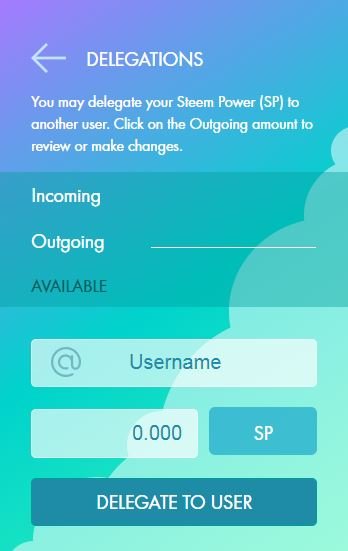 DELEGATIONS
You may delegate your Steem Power (SP) to
another user. Click on the Outgoing amount to
review or make changes.
Incoming
Outgoing
AVAILABLE
@ Username
0.000 SP
DELEGATE TO USER